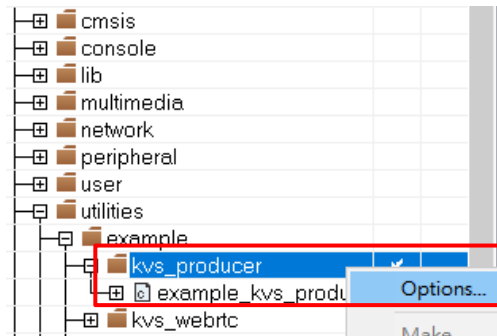 cmsis
console
lib
multimedia
network
peripheral
user
utilities
example
kvs_producer
example_kvs_produ
Options...
kvs_webrtc
Make